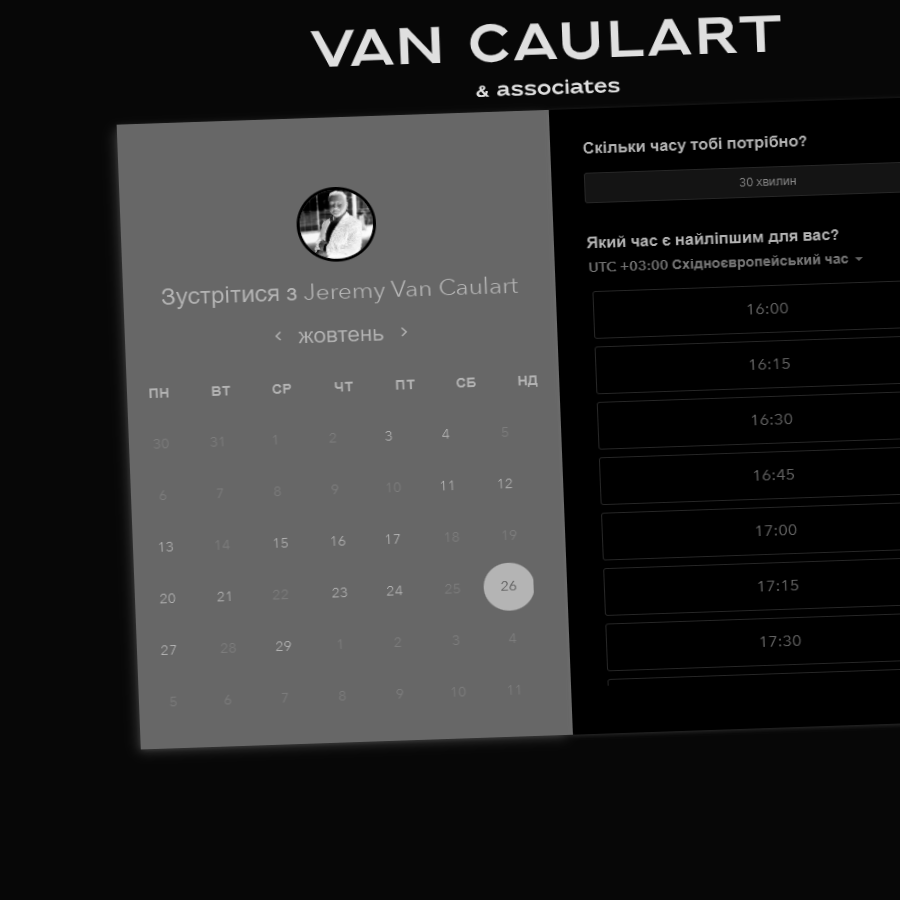 VAN CAULART
& associates
Зустрітися з Jeremy Van Caulart
жовтень
ПН ВТ СР ЧТ ПТ СБ НД
30 31 1 2 3 4 5
6 7 8 9 10 11 12
13 14 15 16 17 18 19
20 21 22 23 24 25 26
27 28 29 1 2 3 4
5 6 7 8 9 10 11
Скільки часу тобі потрібно?
30 хвилин
Який час є найліпшим для вас?
UTC +03:00 Східноєвропейський час
16:00
16:15
16:30
16:45
17:00
17:15
17:30